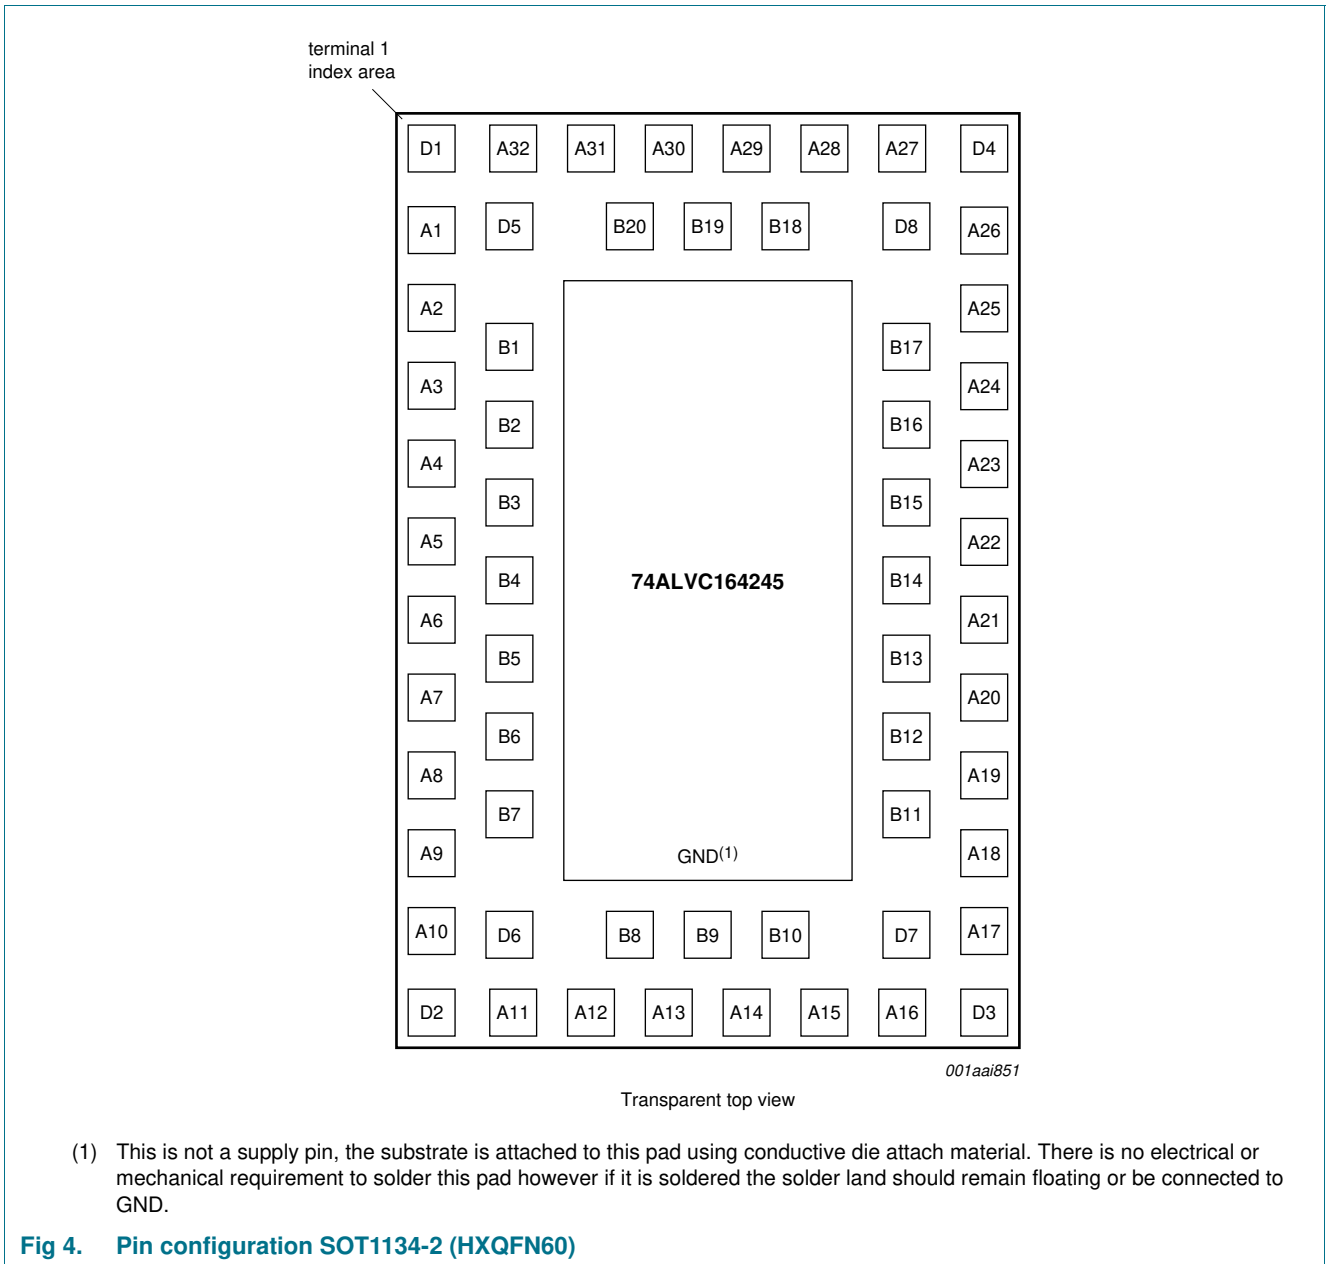 terminal 1
index area
D1 A32 A31 A30 A29 A28 A27 D4
A1 D5 B20 B19 B18 D8 A26
A2 A25
B1 B17
A3 A24
B2 B16
A4 A23
B3 B15
A5 A22
B4 74ALVC164245 B14
A6 A21
B5 B13
A7 A20
B6 B12
A8 A19
B7 B11
A9 GND(1) A18
A10 D6 B8 B9 B10 D7 A17
D2 A11 A12 A13 A14 A15 A16 D3
001aai851
Transparent top view
(1) This is not a supply pin, the substrate is attached to this pad using conductive die attach material. There is no electrical or
mechanical requirement to solder this pad however if it is soldered the solder land should remain floating or be connected to
GND.
Fig 4. Pin configuration SOT1134-2 (HXQFN60)